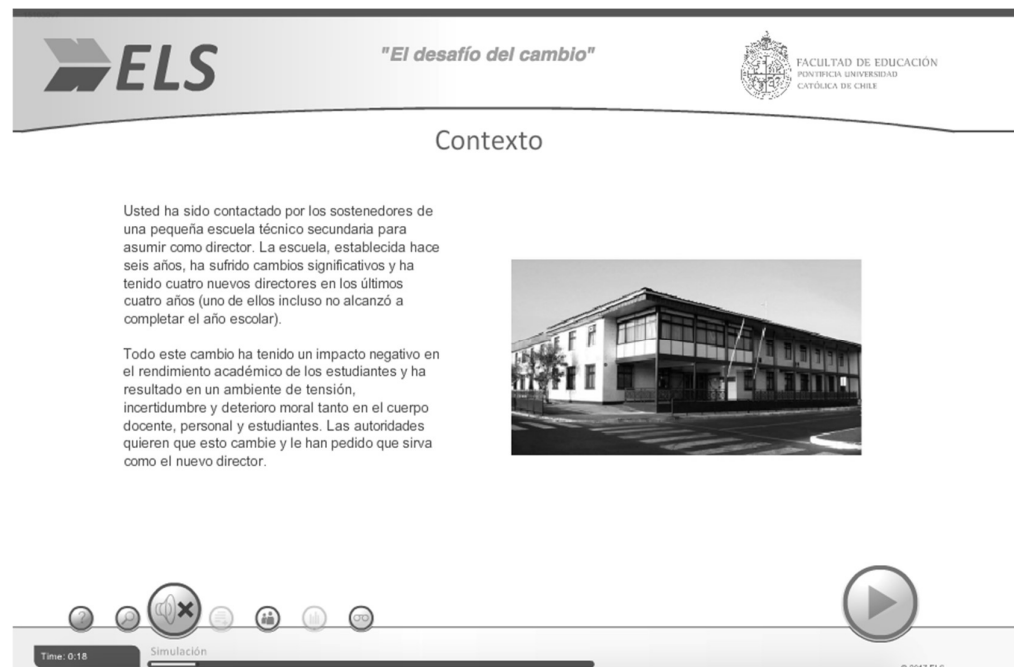 ELS
"El desafío del cambio"
FACULTAD DE EDUCACIÓN
PONTIFICIA UNIVERSIDAD
CATÓLICA DE CHILE
Contexto
Usted ha sido contactado por los sostenedores de
una pequeña escuela técnico secundaria para
asumir como director. La escuela, establecida hace
seis años, ha sufrido cambios significativos y ha
tenido cuatro nuevos directores en los últimos
cuatro años (uno de ellos incluso no alcanzó a
completar el año escolar).
Todo este cambio ha tenido un impacto negativo en
el rendimiento académico de los estudiantes y ha
resultado en un ambiente de tensión,
incertidumbre y deterioro moral tanto en el cuerpo
docente, personal y estudiantes. Las autoridades
quieren que esto cambie y le han pedido que sirva
como el nuevo director.
?
Time: 0:18
Simulación